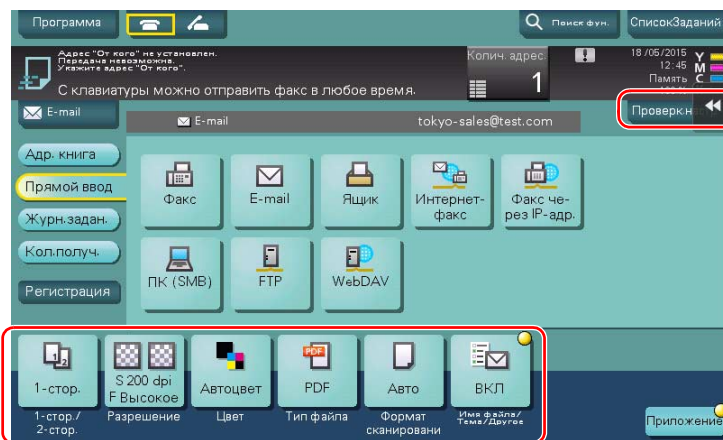 Программа
Поиск фун.
СписокЗаданий
Адрес "От кого" не установлен.
Передача невозможна.
Укажите адрес "От кого".
С клавиатуры можно отправить факс в любое время.
Колич. адрес.
1
18 /05/2015
12:45
Память
Y
M
C
E-mail
E-mail
tokyo-sales@test.com
Проверк.н
Адр. книга
Прямой ввод
Журн.задан.
Кол.получ.
Регистрация
Факс
E-mail
Ящик
Интернет-
факс
Факс че-
рез IP-адр.
ПК (SMB)
FTP
WebDAV
1-стор.
S 200 dpi
F Высокое
Автоцвет
PDF
PDF
Авто
ВКЛ
1-стор./
2-стор.
Разрешение
Цвет
Тип файла
Формат
сканировани
Имя файла/
Тема/Другое
Приложение